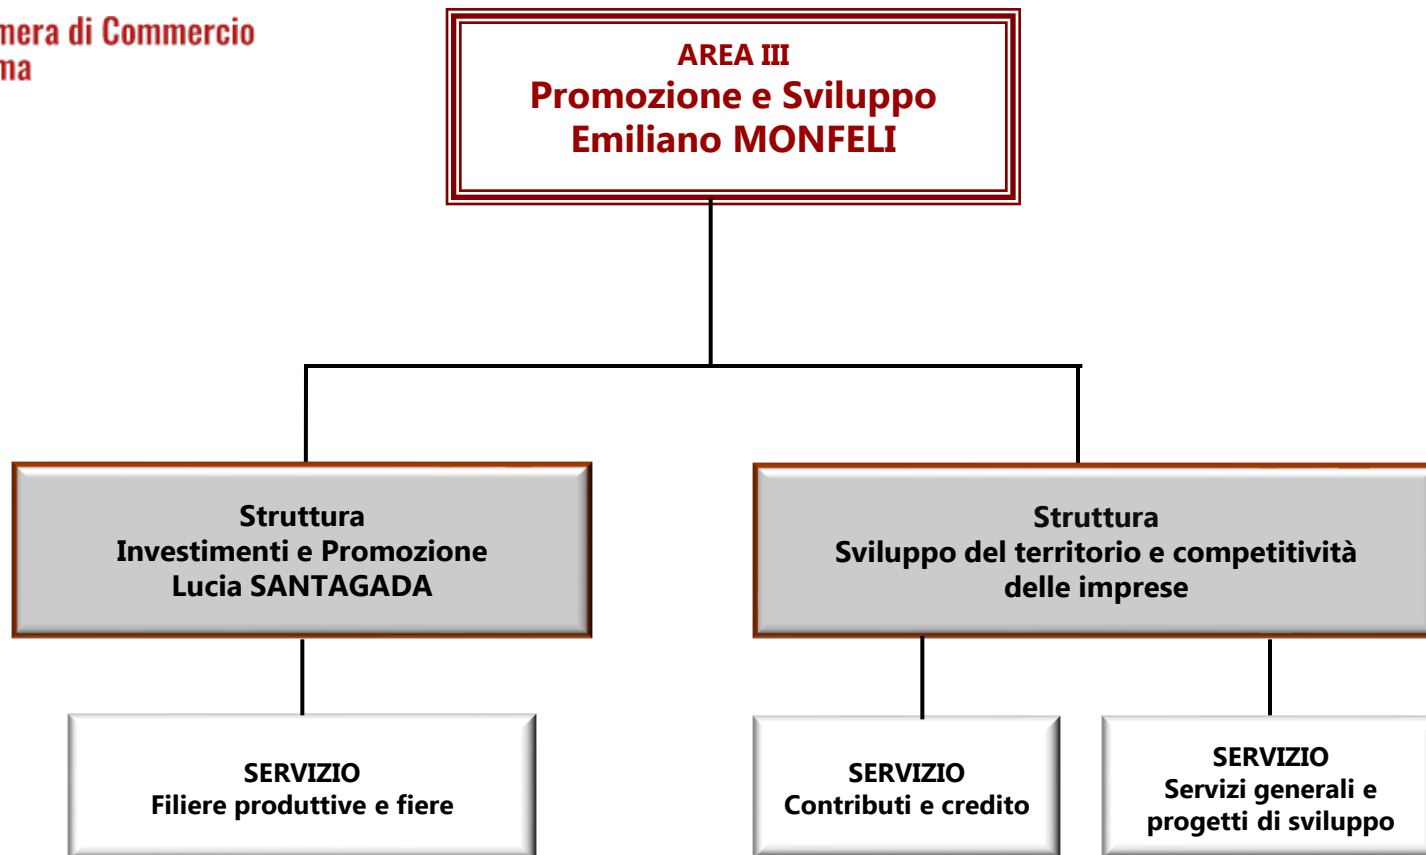 mera di Commercio
ma
AREA III
Promozione e Sviluppo
Emiliano MONFELI
Struttura
Investimenti e Promozione
Lucia SANTAGADA
Struttura
Sviluppo del territorio e competitività
delle imprese
SERVIZIO
Filiere produttive e fiere
SERVIZIO
Contributi e credito
SERVIZIO
Servizi generali e
progetti di sviluppo